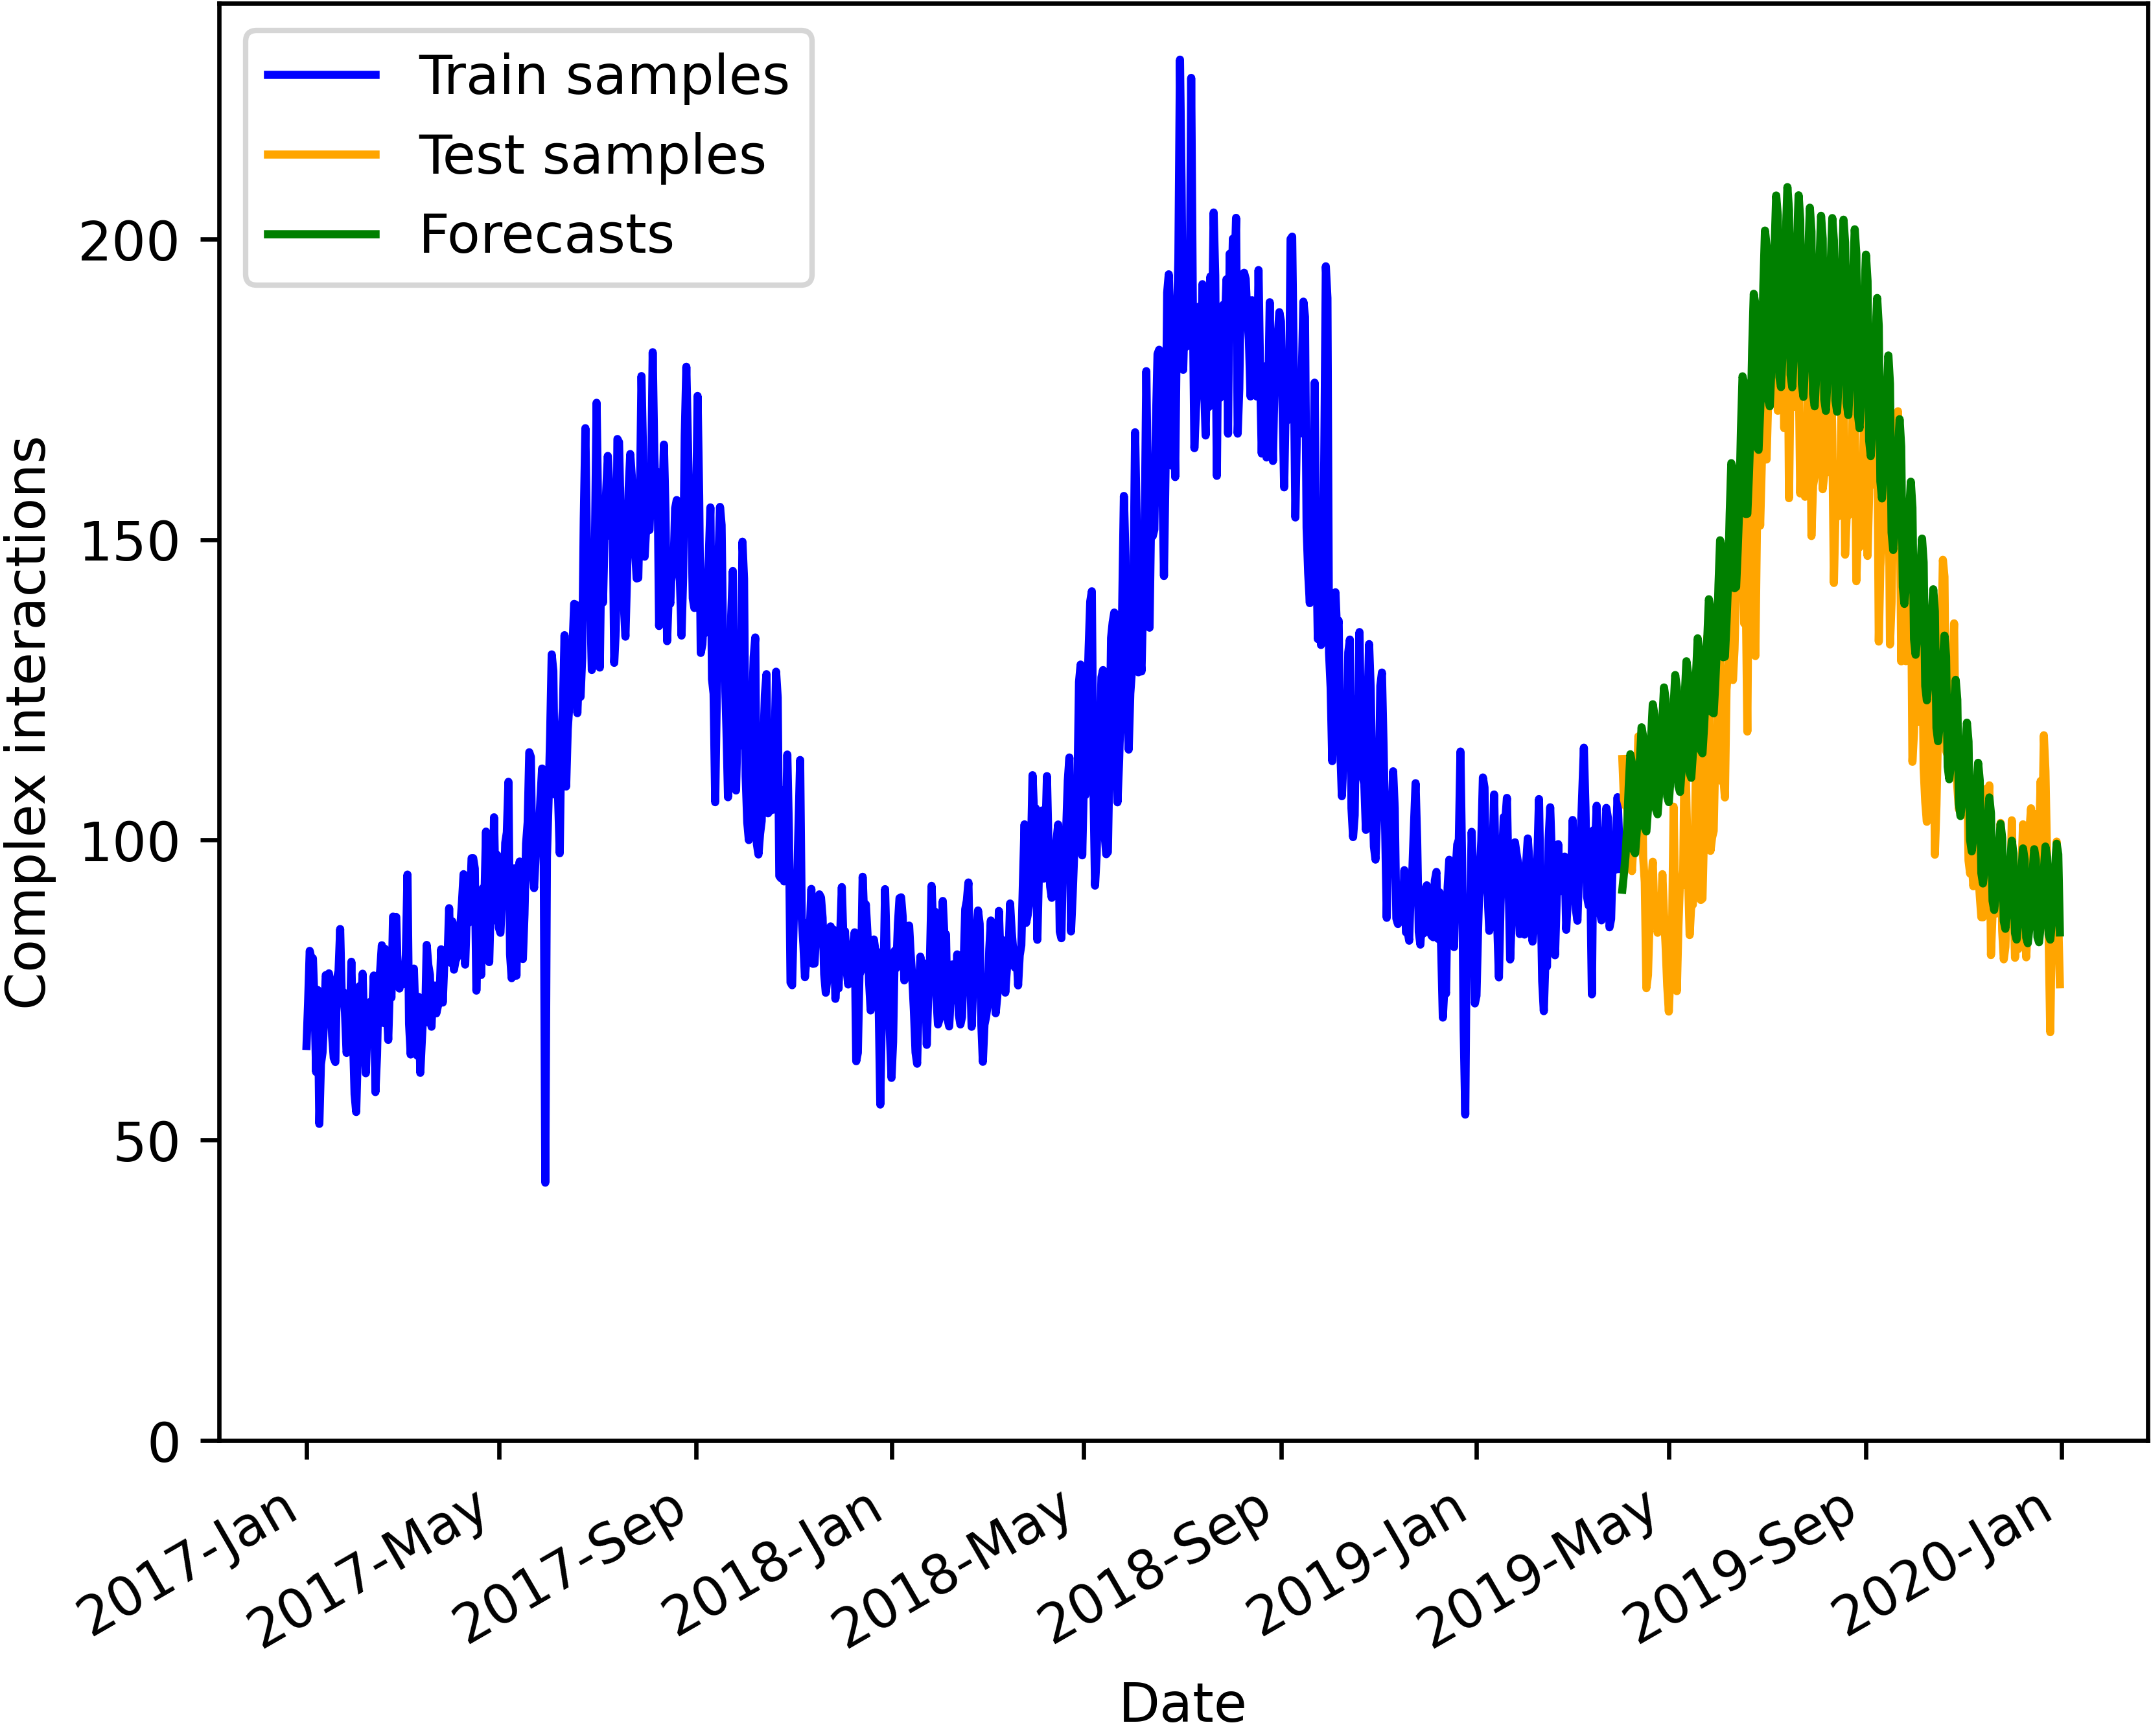 Train samples
Test samples
Forecasts
200
150
100
50
0
Complex interactions
2017-Jan
2017-May
2017-Sep
2018-Jan
2018-May
2018-Sep
2019-Jan
2019-May
2019-Sep
2020-Jan
Date